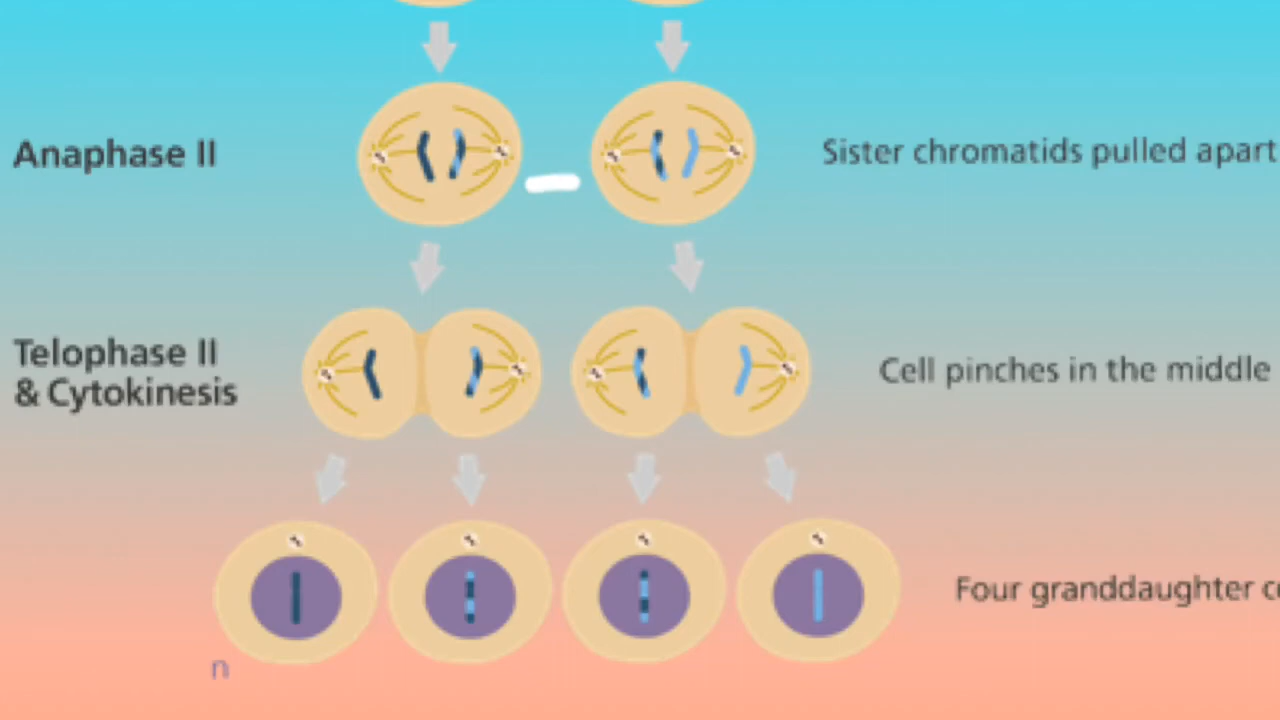 Anaphase II
Sister chromatids pulled apart
Telophase II
& Cytokinesis
Cell pinches in the middle
Four granddaughter
n